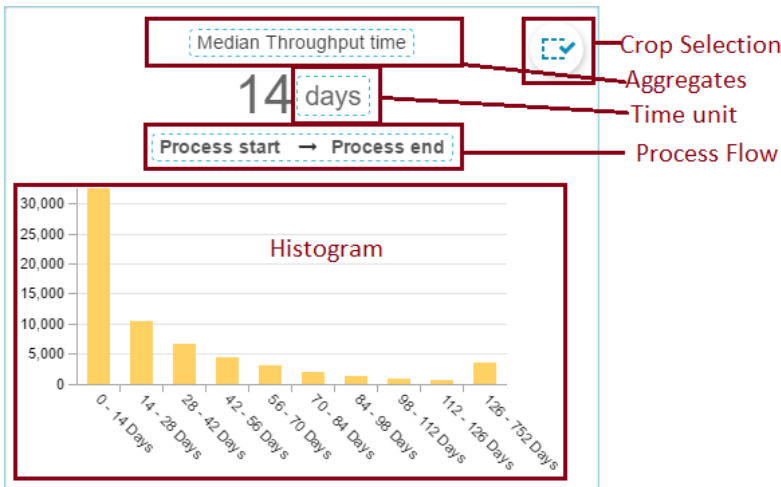 Median Throughput time
Crop Selection
Aggregates
14 days
Time unit
Process start → Process end
Process Flow
Histogram
30,000
25,000
20,000
15,000
10,000
5,000
0
0 - 14 Days
14 - 28 Days
28 - 42 Days
42 - 56 Days
56 - 70 Days
70 - 84 Days
84 - 98 Days
98 - 112 Days
112 - 126 Days
126 - 752 Days